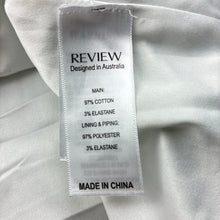 REVIEW
Designed in Australia
MAIN:
97% COTTON
3% ELASTANE
LINING & PIPING:
97% POLYESTER
3% ELASTANE
MADE IN CHINA